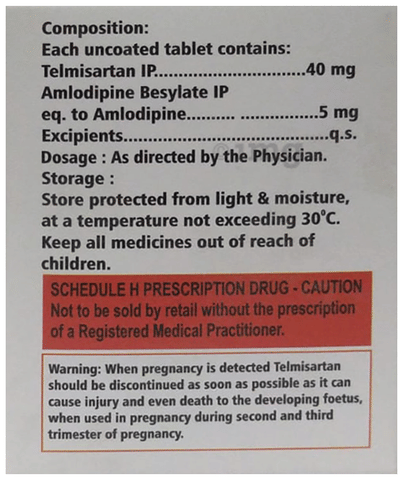 Composition:
Each uncoated tablet contains:
Telmisartan IP..............................40 mg
Amlodipine Besylate IP
eq. to Amlodipine.......... ................5 mg
Excipients.........................................q.s.
Dosage : As directed by the Physician.
Storage :
Store protected from light & moisture,
at a temperature not exceeding 30°C.
Keep all medicines out of reach of
children.
SCHEDULE H PRESCRIPTION DRUG - CAUTION
Not to be sold by retail without the prescription
of a Registered Medical Practitioner.
Warning: When pregnancy is detected Telmisartan
should be discontinued as soon as possible as it can
cause injury and even death to the developing foetus,
when used in pregnancy during second and third
trimester of pregnancy.